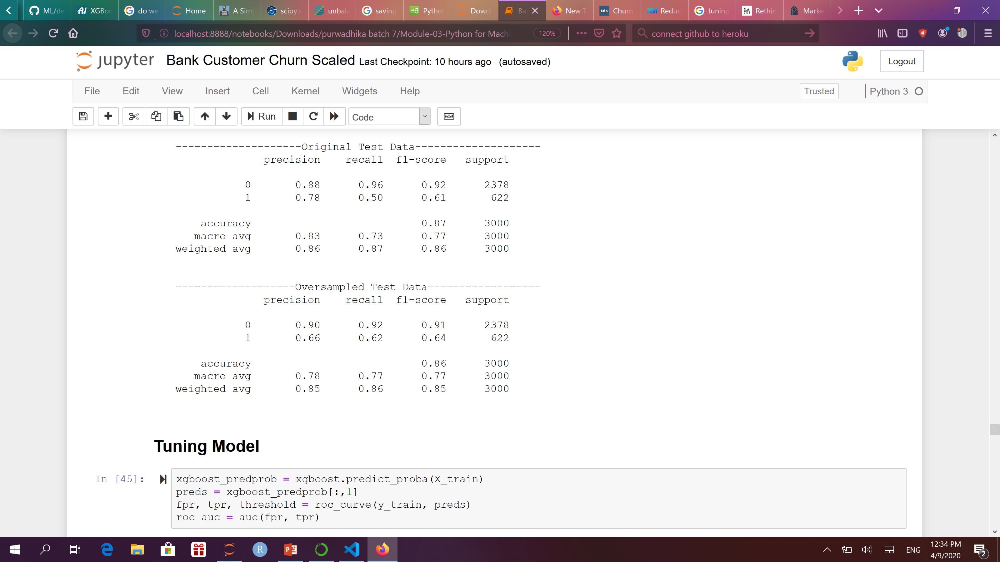 ML/de
XGBoo
do we
Home
A Sim
scipy.s
unbala
saving
Python
Downl
Ba
New T
Churn
Reduc
tuning
Rethin
Marke
localhost:8888/notebooks/Downloads/purwadhika batch 7/Module-03-Python for Machi
120%
connect github to heroku
jupyter Bank Customer Churn Scaled Last Checkpoint: 10 hours ago (autosaved)
Logout
File Edit View Insert Cell Kernel Widgets Help
Trusted
Python 3
Run
Code
--------------------Original Test Data--------------------
precision recall f1-score support
0 0.88 0.96 0.92 2378
1 0.78 0.50 0.61 622
accuracy 0.87 3000
macro avg 0.83 0.73 0.77 3000
weighted avg 0.86 0.87 0.86 3000
-------------------Oversampled Test Data------------------
precision recall f1-score support
0 0.90 0.92 0.91 2378
1 0.66 0.62 0.64 622
accuracy 0.86 3000
macro avg 0.78 0.77 0.77 3000
weighted avg 0.85 0.86 0.85 3000
Tuning Model
In [45]:
xgboost_predprob = xgboost.predict_proba(X_train)
preds = xgboost_predprob[:,1]
fpr, tpr, threshold = roc_curve(y_train, preds)
roc_auc = auc(fpr, tpr)
ENG
12:34 PM
4/9/2020
2